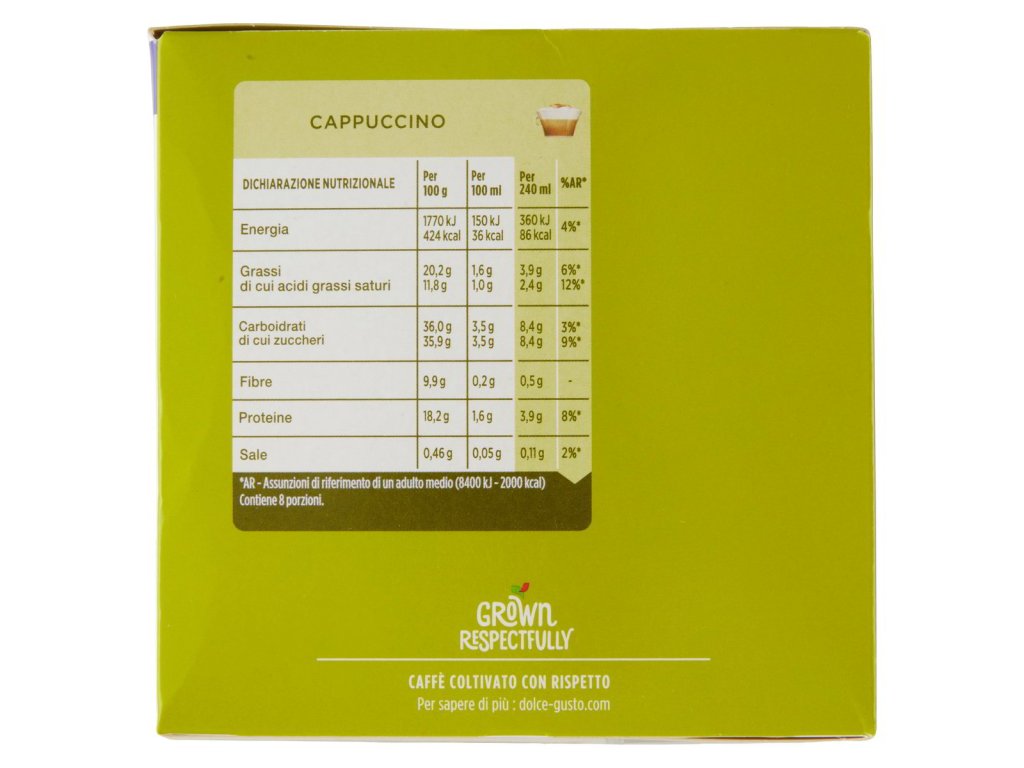 CAPPUCCINO
DICHIARAZIONE NUTRIZIONALE Per 100 g Per 100 ml Per 240 ml %AR*
Energia 1770 kJ 424 kcal 150 kJ 36 kcal 360 kJ 86 kcal 4%*
Grassi 20,2 g 1,6 g 3,9 g 6%*
di cui acidi grassi saturi 11,8 g 1,0 g 2,4 g 12%*
Carboidrati 36,0 g 3,5 g 8,4 g 3%*
di cui zuccheri 35,9 g 3,5 g 8,4 g 9%*
Fibre 9,9 g 0,2 g 0,5 g -
Proteine 18,2 g 1,6 g 3,9 g 8%*
Sale 0,46 g 0,05 g 0,11 g 2%*
*AR - Assunzioni di riferimento di un adulto medio (8400 kJ - 2000 kcal)
Contiene 8 porzioni.
GROWN
RESPECTFULLY
CAFFÈ COLTIVATO CON RISPETTO
Per sapere di più : dolce-gusto.com